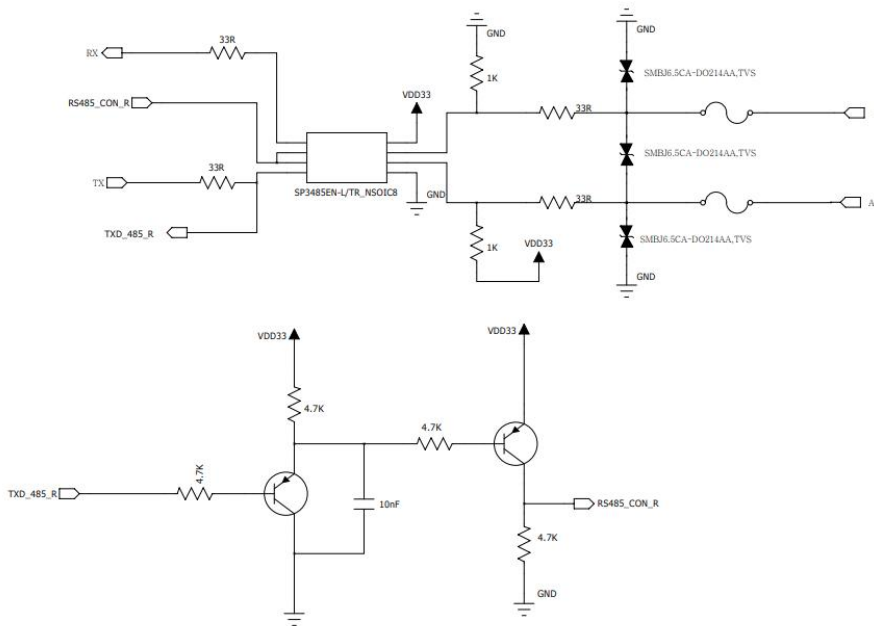 GND
GND
33R
RX
SMBJ6.5CA-DO214AA,TVS
1K
VDD33
RS485_CON_R
33R
SMBJ6.5CA-DO214AA,TVS
33R
TX
SP3485EN-L/TR_NSOIC8
GND
33R
A
TXD_485_R
SMBJ6.5CA-DO214AA,TVS
1K
VDD33
GND
VDD33
VDD33
4.7K
4.7K
4.7K
TXD_485_R
10nF
RS485_CON_R
4.7K
GND